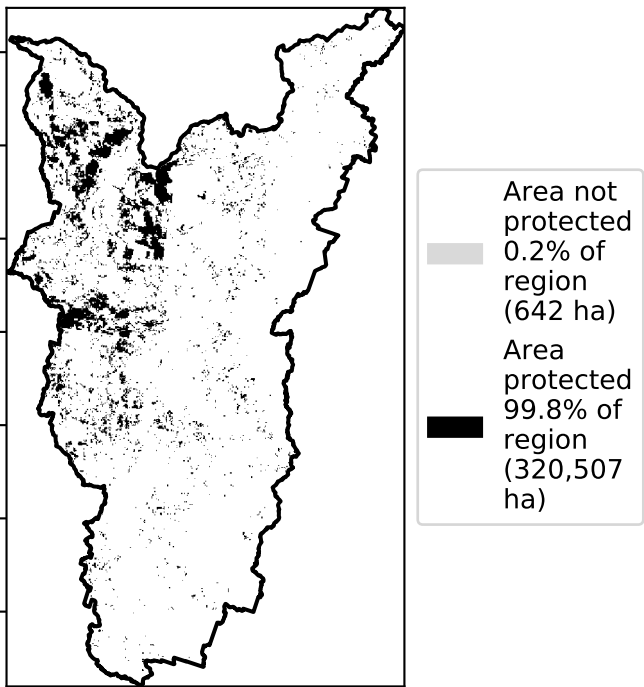 Area not
protected
0.2% of
region
(642 ha)
Area
protected
99.8% of
region
(320,507
ha)